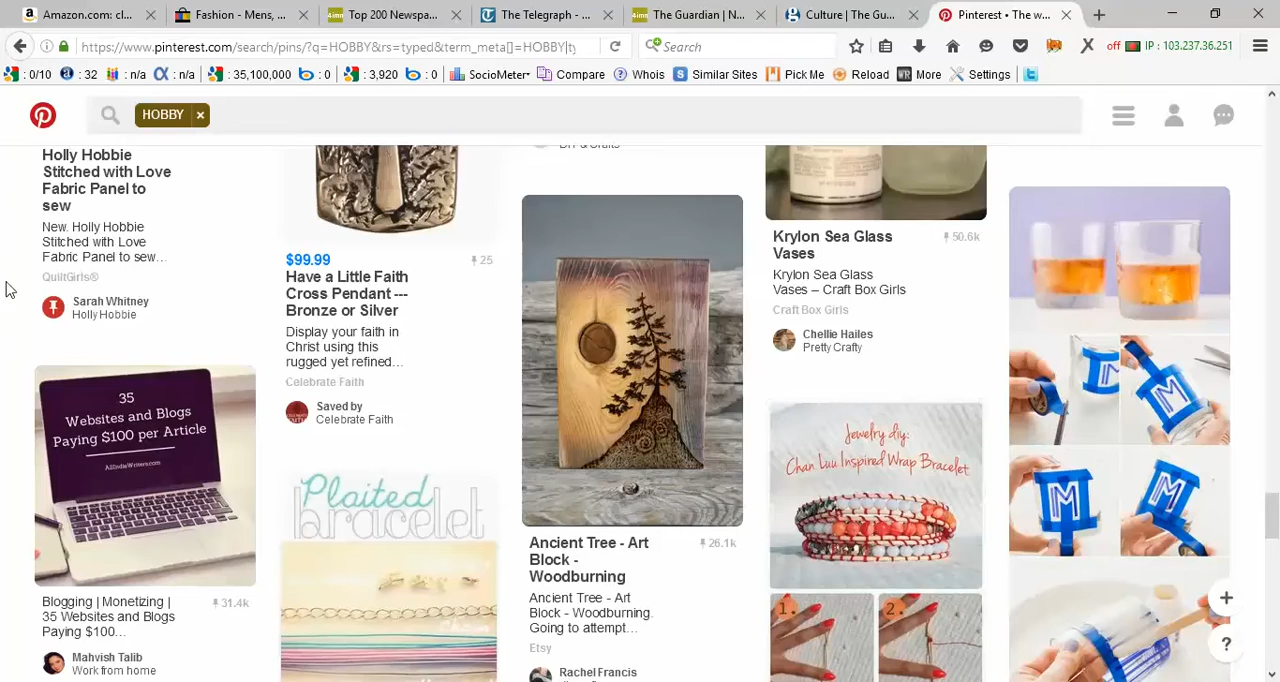 Amazon.com: cl...
Fashion - Mens, ...
Top 200 Newspa...
The Telegraph - ...
The Guardian | N...
Culture | The Gu...
Pinterest • The w...
https://www.pinterest.com/search/pins/?q=HOBBY&rs=typed&term_meta[]=HOBBY|ty
Search
off
IP : 103.237.36.251
: 0/10
: 32
: n/a
: n/a
: 35,100,000
: 0
: 3,920
: 0
SocioMeter
Compare
Whois
Similar Sites
Pick Me
Reload
More
Settings
HOBBY ×
Holly Hobbie
Stitched with Love
Fabric Panel to
sew
New. Holly Hobbie
Stitched with Love
Fabric Panel to sew...
QuiltGirls®
Sarah Whitney
Holly Hobbie
35
Websites and Blogs
Paying $100 per Article
AllIndiaWriters.com
Blogging | Monetizing |
35 Websites and Blogs
Paying $100...
31.4k
Mahvish Talib
Work from home
$99.99
25
Have a Little Faith
Cross Pendant ---
Bronze or Silver
Display your faith in
Christ using this
rugged yet refined...
Celebrate Faith
Saved by
Celebrate Faith
Plaited
bracelet
DIY & Crafts
Ancient Tree - Art
Block -
Woodburning
26.1k
Ancient Tree - Art
Block - Woodburning.
Going to attempt...
Etsy
Rachel Francis
Krylon Sea Glass
Vases
50.6k
Krylon Sea Glass
Vases – Craft Box Girls
Craft Box Girls
Chellie Hailes
Pretty Crafty
Jewelry diy:
Chan Luu Inspired Wrap Bracelet
1.
2.
M
M
M
M
+
?